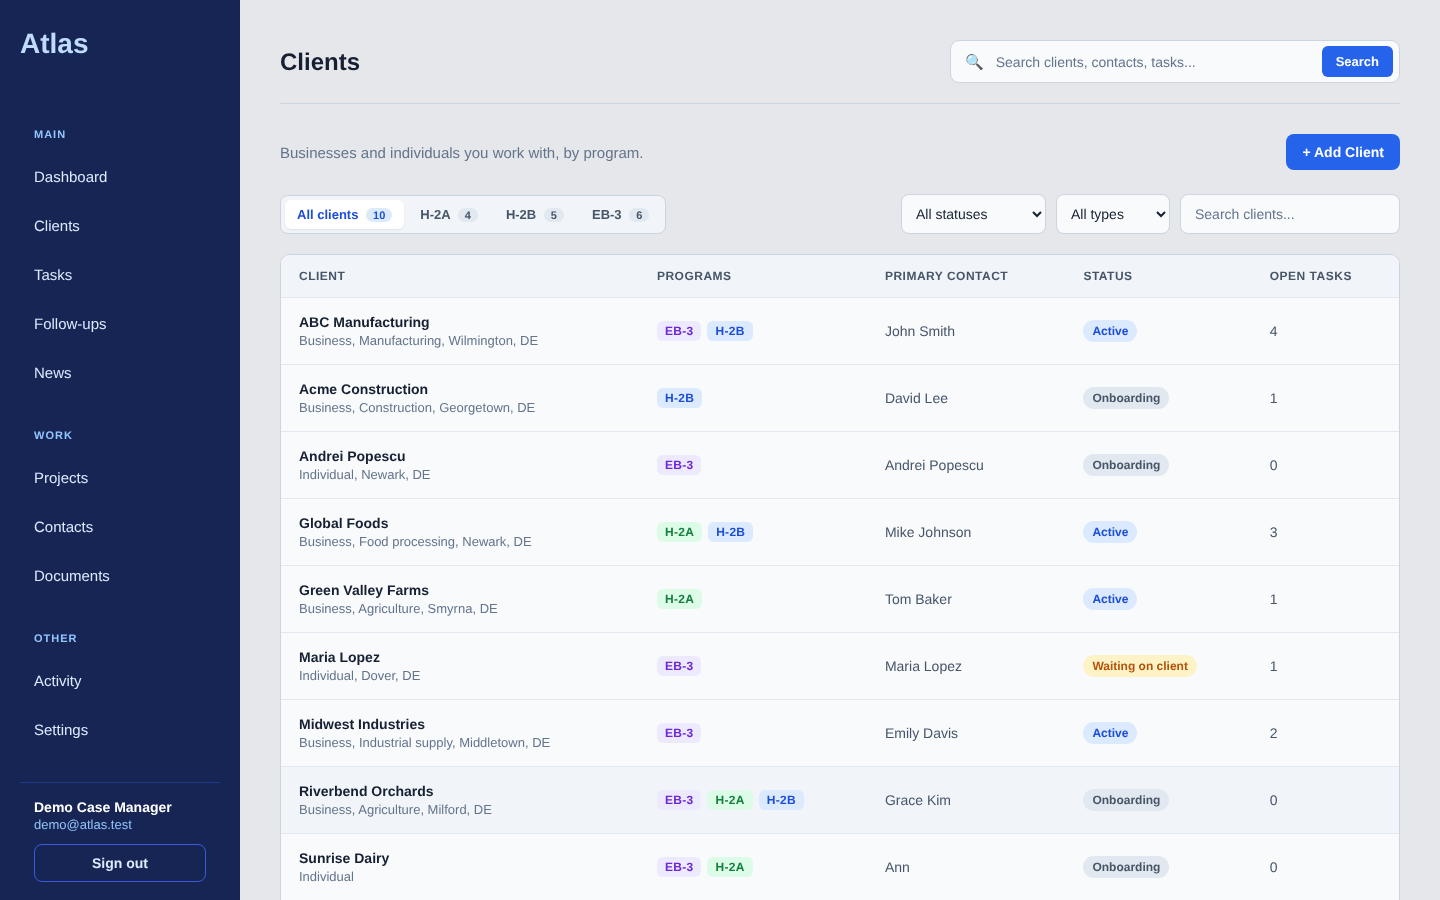 Atlas
MAIN
Dashboard
Clients
Tasks
Follow-ups
News
WORK
Projects
Contacts
Documents
OTHER
Activity
Settings
Demo Case Manager
demo@atlas.test
Sign out
Clients
Search clients, contacts, tasks...
Search
Businesses and individuals you work with, by program.
+ Add Client
All clients 10 H-2A 4 H-2B 5 EB-3 6
All statuses
All types
Search clients...
CLIENT PROGRAMS PRIMARY CONTACT STATUS OPEN TASKS
ABC Manufacturing
Business, Manufacturing, Wilmington, DE
EB-3 H-2B John Smith Active 4
Acme Construction
Business, Construction, Georgetown, DE
H-2B David Lee Onboarding 1
Andrei Popescu
Individual, Newark, DE
EB-3 Andrei Popescu Onboarding 0
Global Foods
Business, Food processing, Newark, DE
H-2A H-2B Mike Johnson Active 3
Green Valley Farms
Business, Agriculture, Smyrna, DE
H-2A Tom Baker Active 1
Maria Lopez
Individual, Dover, DE
EB-3 Maria Lopez Waiting on client 1
Midwest Industries
Business, Industrial supply, Middletown, DE
EB-3 Emily Davis Active 2
Riverbend Orchards
Business, Agriculture, Milford, DE
EB-3 H-2A H-2B Grace Kim Onboarding 0
Sunrise Dairy
Individual
EB-3 H-2A Ann Onboarding 0